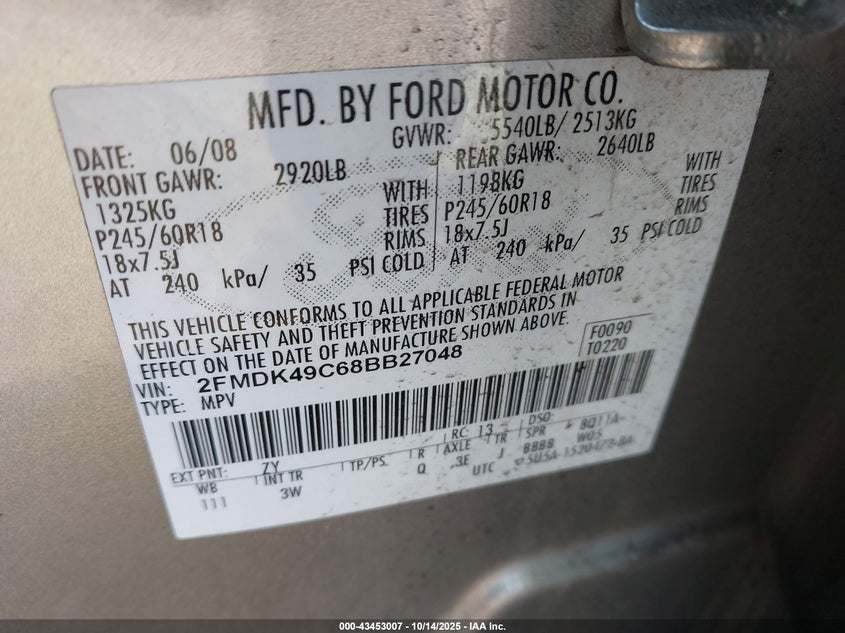 MFD. BY FORD MOTOR CO.
DATE: 06/08 GVWR: 5540LB/ 2513KG
FRONT GAWR: 2920LB REAR GAWR: 2640LB
1325KG WITH 1198KG WITH
P245/60R18 TIRES P245/60R18 TIRES
18x7.5J RIMS 18x7.5J RIMS
AT 240 kPa/ 35 PSI COLD AT 240 kPa/ 35 PSI COLD
THIS VEHICLE CONFORMS TO ALL APPLICABLE FEDERAL MOTOR
VEHICLE SAFETY AND THEFT PREVENTION STANDARDS IN
EFFECT ON THE DATE OF MANUFACTURE SHOWN ABOVE.
F0090
T0220
VIN: 2FMDK49C68BB27048
TYPE: MPV
RC: 13 DSO:
EXT PNT: ZY INT TR TP/PS R AXLE TR SPR 8Q11A-
WB 3W Q 3E J BBBB W05
111 UTC
000-43453007 - 10/14/2025 - IAA Inc.